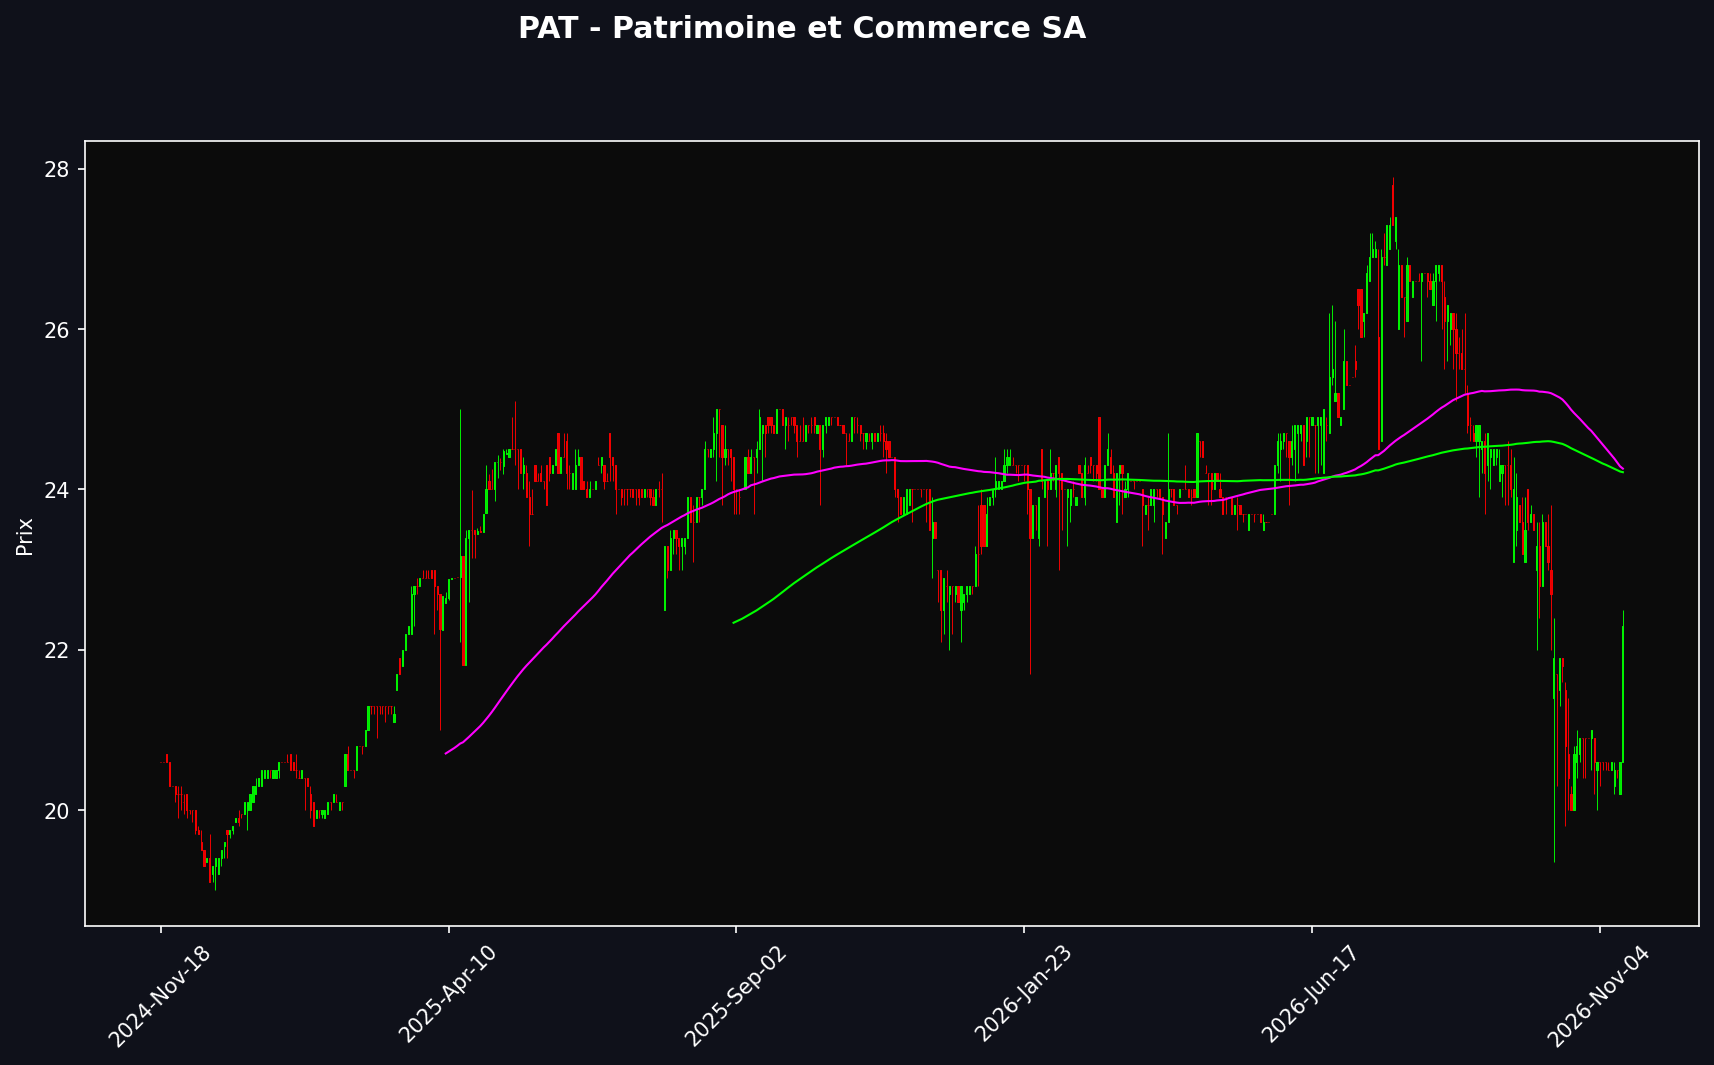 PAT - Patrimoine et Commerce SA
Prix
28
26
24
22
20
2024-Nov-18
2025-Apr-10
2025-Sep-02
2026-Jan-23
2026-Jun-17
2026-Nov-04